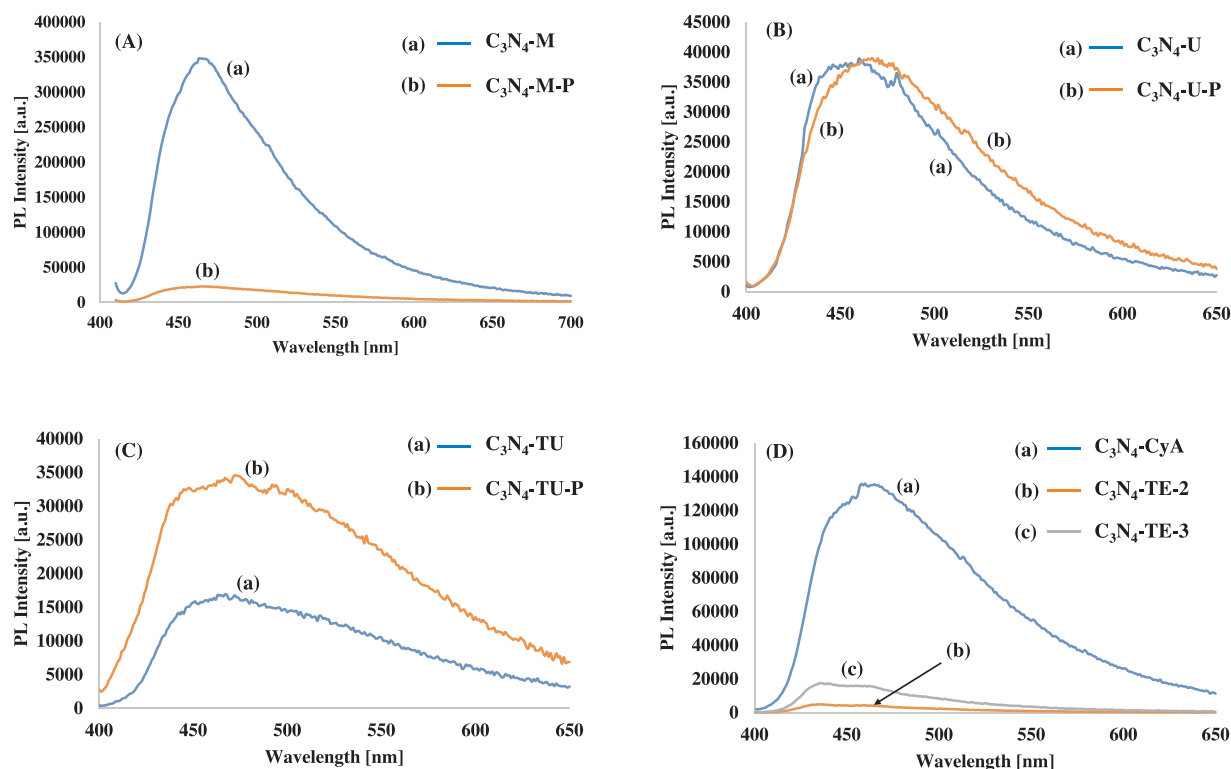 (A)
(a) C₃N₄-M
(b) C₃N₄-M-P
(a)
(b)
PL Intensity [a.u.]
400000
350000
300000
250000
200000
150000
100000
50000
0
400 450 500 550 600 650 700
Wavelength [nm]
(B)
(a) C₃N₄-U
(b) C₃N₄-U-P
(a)
(b)
(b)
(a)
PL Intensity [a.u.]
45000
40000
35000
30000
25000
20000
15000
10000
5000
0
400 450 500 550 600 650
Wavelength [nm]
(C)
(a) C₃N₄-TU
(b) C₃N₄-TU-P
(b)
(a)
PL Intensity [a.u.]
40000
35000
30000
25000
20000
15000
10000
5000
0
400 450 500 550 600 650
Wavelength [nm]
(D)
(a) C₃N₄-CyA
(b) C₃N₄-TE-2
(c) C₃N₄-TE-3
(a)
(b)
(c)
PL Intensity [a.u.]
160000
140000
120000
100000
80000
60000
40000
20000
0
400 450 500 550 600 650
Wavelength [nm]